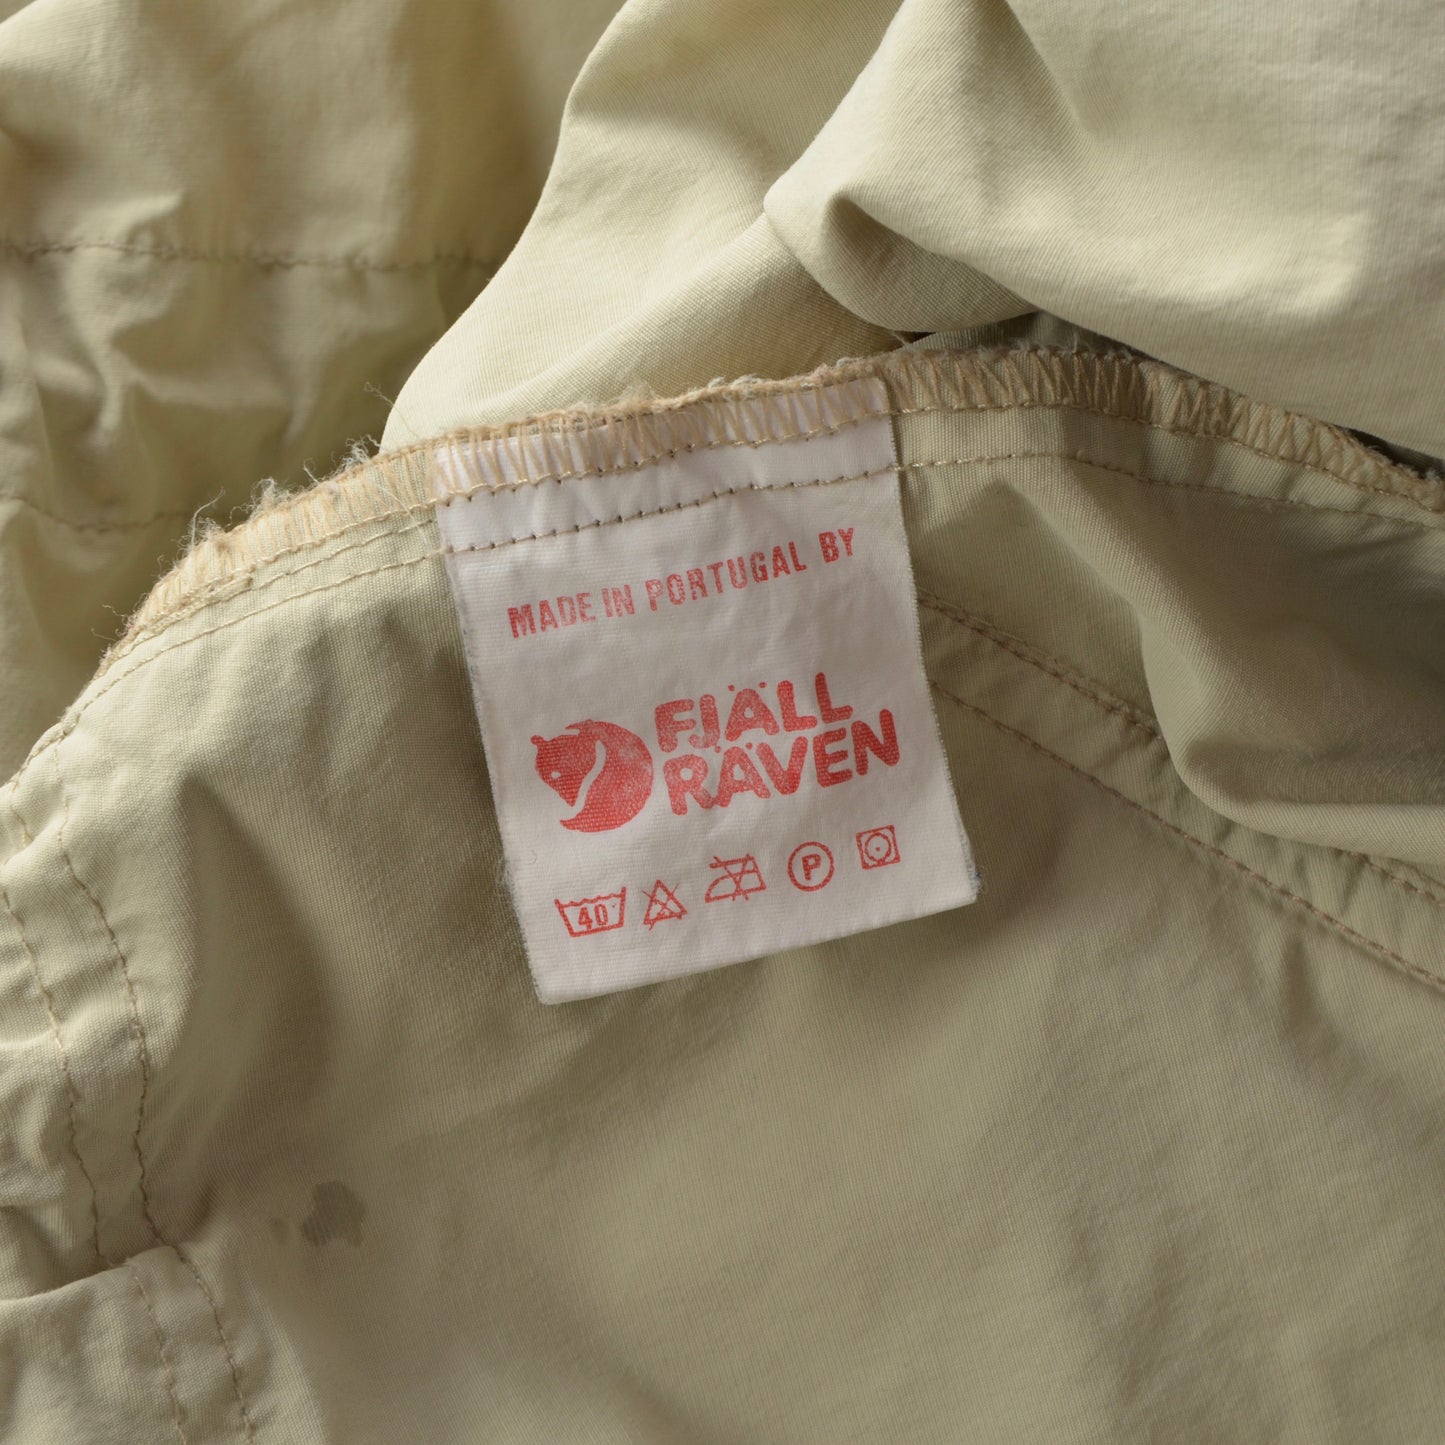 MADE IN PORTUGAL BY
FJÄLL
RÄVEN
40 P